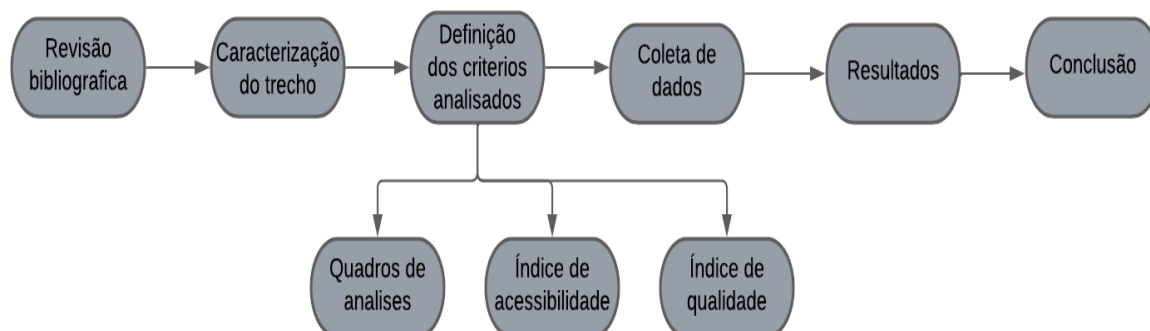 Revisão
bibliografica
Caracterização
do trecho
Definição
dos criterios
analisados
Coleta de
dados
Resultados
Conclusão
Quadros de
analises
Índice de
acessibilidade
Índice de
qualidade